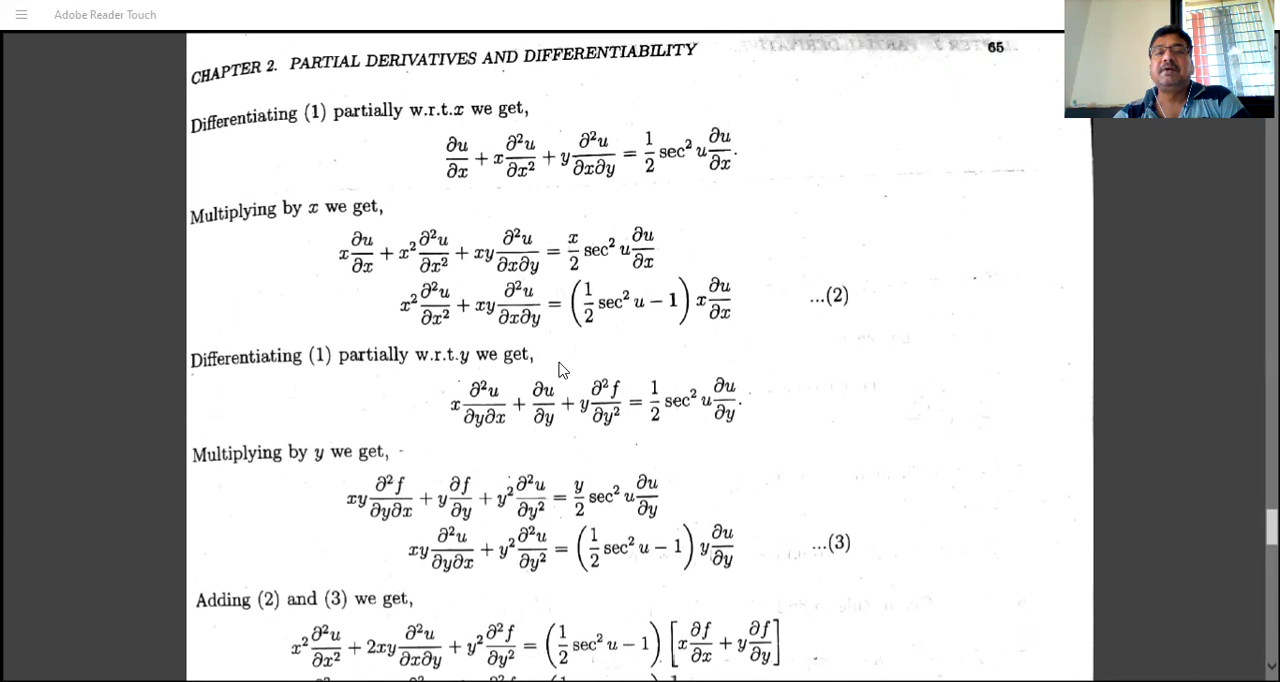 Adobe Reader Touch
CHAPTER 2. PARTIAL DERIVATIVES AND DIFFERENTIABILITY 65
Differentiating (1) partially w.r.t.x we get,
∂u/∂x + x ∂²u/∂x² + y ∂²u/∂x∂y = 1/2 sec² u ∂u/∂x.
Multiplying by x we get,
x ∂u/∂x + x² ∂²u/∂x² + xy ∂²u/∂x∂y = x/2 sec² u ∂u/∂x
x² ∂²u/∂x² + xy ∂²u/∂x∂y = (1/2 sec² u − 1) x ∂u/∂x ...(2)
Differentiating (1) partially w.r.t.y we get,
x ∂²u/∂y∂x + ∂u/∂y + y ∂²f/∂y² = 1/2 sec² u ∂u/∂y.
Multiplying by y we get,
xy ∂²f/∂y∂x + y ∂f/∂y + y² ∂²u/∂y² = y/2 sec² u ∂u/∂y
xy ∂²u/∂y∂x + y² ∂²u/∂y² = (1/2 sec² u − 1) y ∂u/∂y ...(3)
Adding (2) and (3) we get,
x² ∂²u/∂x² + 2xy ∂²u/∂x∂y + y² ∂²f/∂y² = (1/2 sec² u − 1) [x ∂f/∂x + y ∂f/∂y]